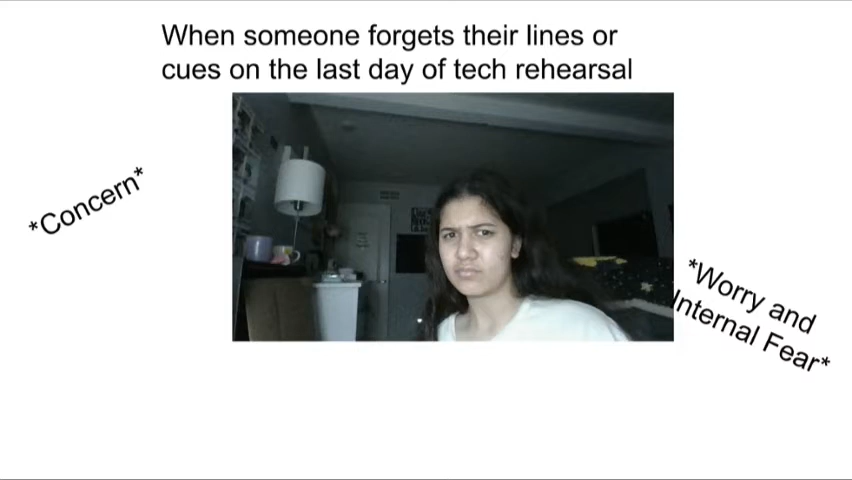 When someone forgets their lines or
cues on the last day of tech rehearsal
*Concern*
*Worry and
Internal Fear*